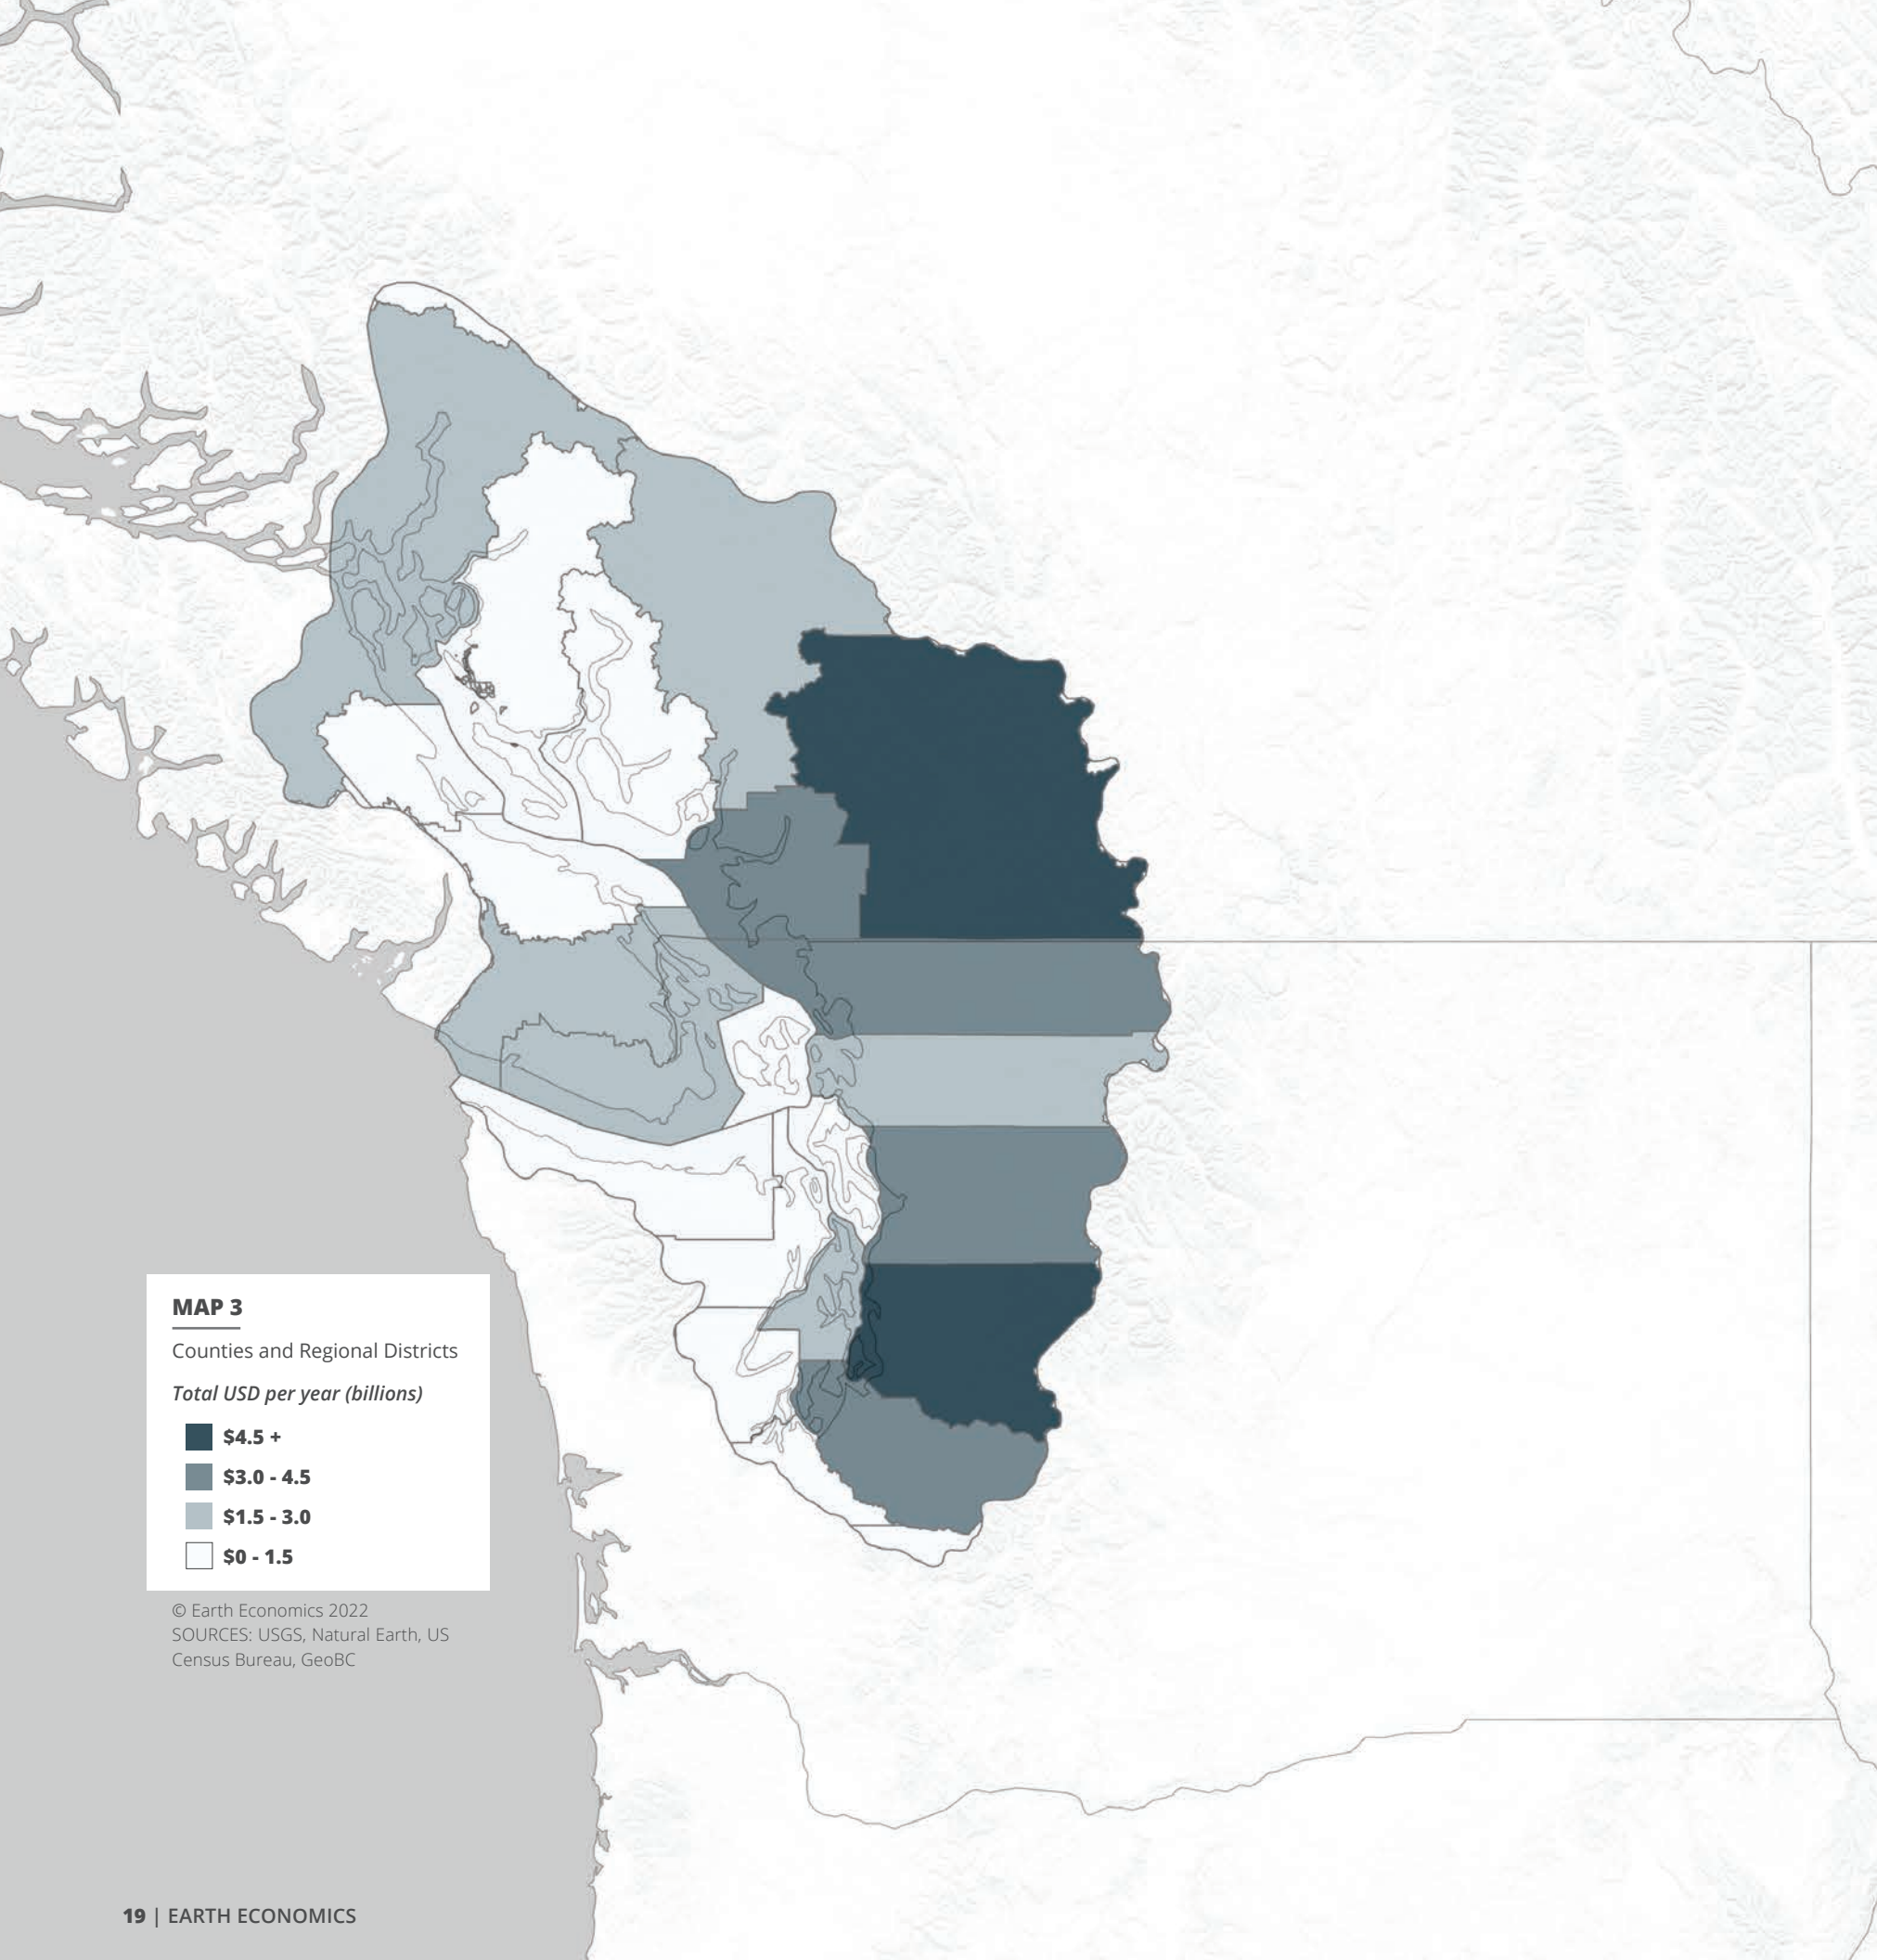 MAP 3
Counties and Regional Districts
Total USD per year (billions)
$4.5 +
$3.0 - 4.5
$1.5 - 3.0
$0 - 1.5
© Earth Economics 2022
SOURCES: USGS, Natural Earth, US
Census Bureau, GeoBC
19 | EARTH ECONOMICS